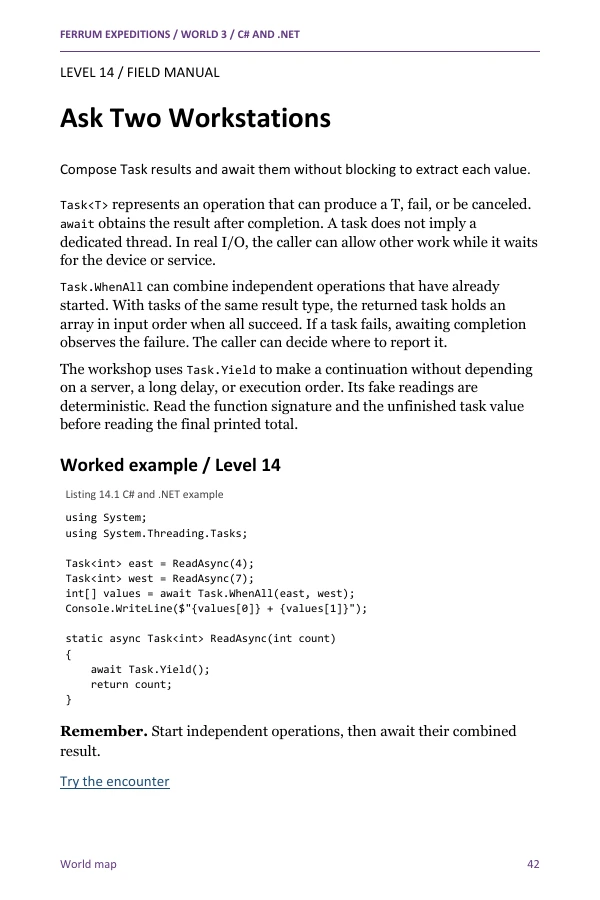 FERRUM EXPEDITIONS / WORLD 3 / C# AND .NET
LEVEL 14 / FIELD MANUAL
Ask Two Workstations
Compose Task results and await them without blocking to extract each value.
Task<T> represents an operation that can produce a T, fail, or be canceled.
await obtains the result after completion. A task does not imply a
dedicated thread. In real I/O, the caller can allow other work while it waits
for the device or service.
Task.WhenAll can combine independent operations that have already
started. With tasks of the same result type, the returned task holds an
array in input order when all succeed. If a task fails, awaiting completion
observes the failure. The caller can decide where to report it.
The workshop uses Task.Yield to make a continuation without depending
on a server, a long delay, or execution order. Its fake readings are
deterministic. Read the function signature and the unfinished task value
before reading the final printed total.
Worked example / Level 14
Listing 14.1 C# and .NET example
using System;
using System.Threading.Tasks;
Task<int> east = ReadAsync(4);
Task<int> west = ReadAsync(7);
int[] values = await Task.WhenAll(east, west);
Console.WriteLine($"{values[0]} + {values[1]}");
static async Task<int> ReadAsync(int count)
{
    await Task.Yield();
    return count;
}
Remember. Start independent operations, then await their combined
result.
Try the encounter
World map 42